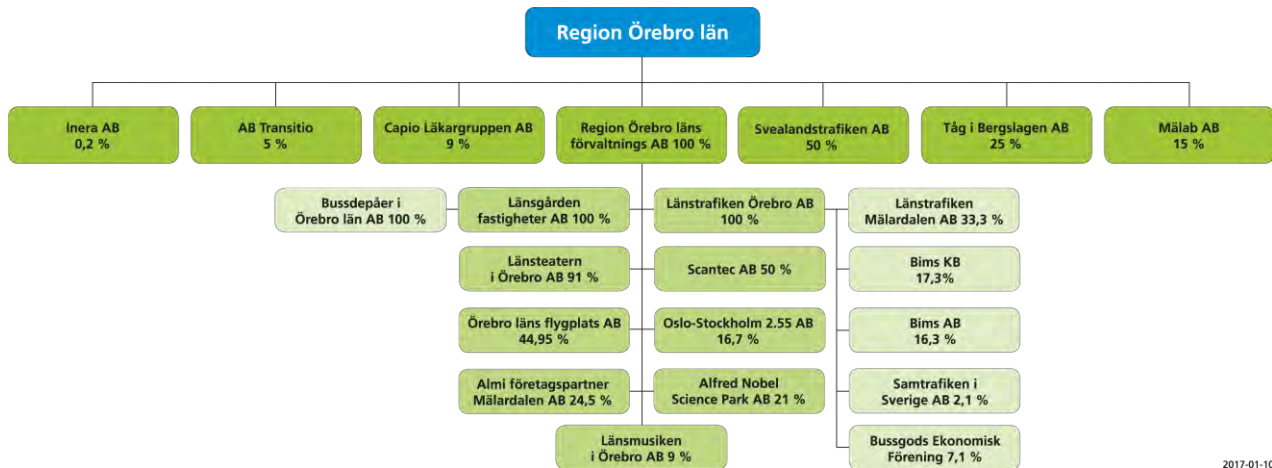 Region Örebro län
Inera AB
0,2 %
AB Transitio
5 %
Capio Läkargruppen AB
9 %
Region Örebro läns
förvaltnings AB 100 %
Svealandstrafiken AB
50 %
Tåg i Bergslagen AB
25 %
Mälab AB
15 %
Bussdepåer i
Örebro län AB 100 %
Länsgården
fastigheter AB 100 %
Länstrafiken Örebro AB
100 %
Länstrafiken
Mälardalen AB 33,3 %
Länsteatern
i Örebro AB 91 %
Scantec AB 50 %
Bims KB
17,3%
Örebro läns flygplats AB
44,95 %
Oslo-Stockholm 2.55 AB
16,7 %
Bims AB
16,3 %
Almi företagspartner
Mälardalen AB 24,5 %
Alfred Nobel
Science Park AB 21 %
Samtrafiken i
Sverige AB 2,1 %
Länsmusiken
i Örebro AB 9 %
Bussgods Ekonomisk
Förening 7,1 %
2017-01-10